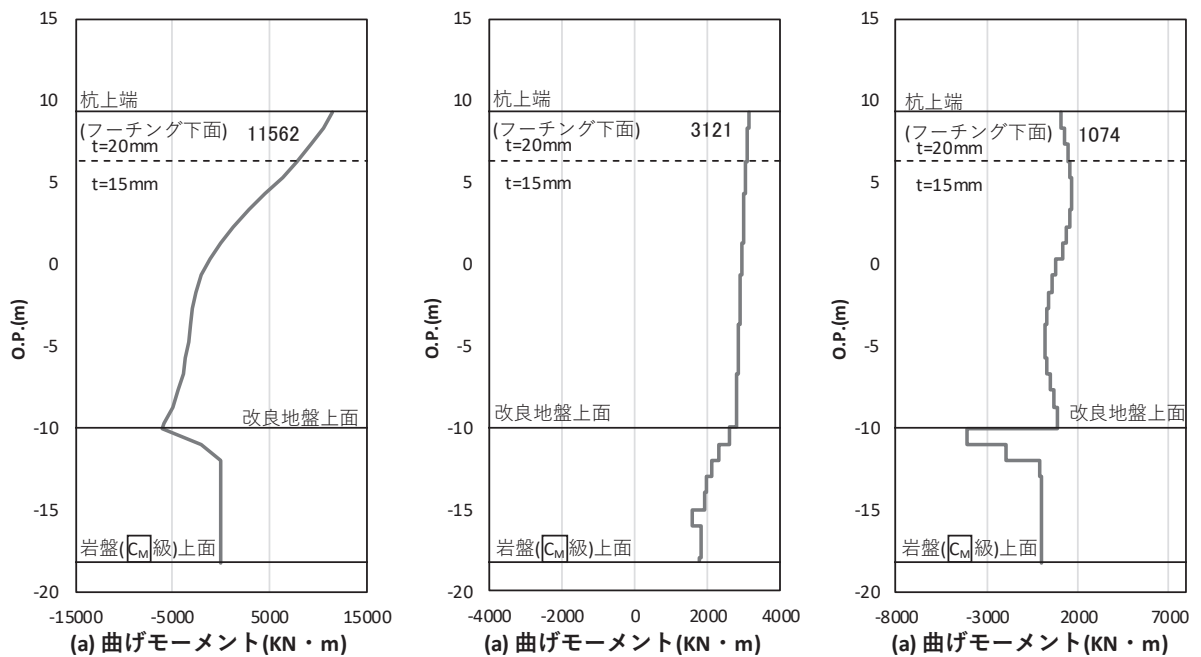 15
杭上端
10
(フーチング下面)
11562
t=20mm
t=15mm
5
0
O.P.(m)
-5
改良地盤上面
-10
-15
岩盤(CM級)上面
-20
-15000 -5000 5000 15000
(a) 曲げモーメント(KN・m)
15
杭上端
10
(フーチング下面)
3121
t=20mm
t=15mm
5
0
O.P.(m)
-5
改良地盤上面
-10
-15
岩盤(CM級)上面
-20
-4000 -2000 0 2000 4000
(a) 曲げモーメント(KN・m)
15
杭上端
10
(フーチング下面)
1074
t=20mm
t=15mm
5
0
O.P.(m)
-5
改良地盤上面
-10
-15
岩盤(CM級)上面
-20
-8000 -3000 2000 7000
(a) 曲げモーメント(KN・m)